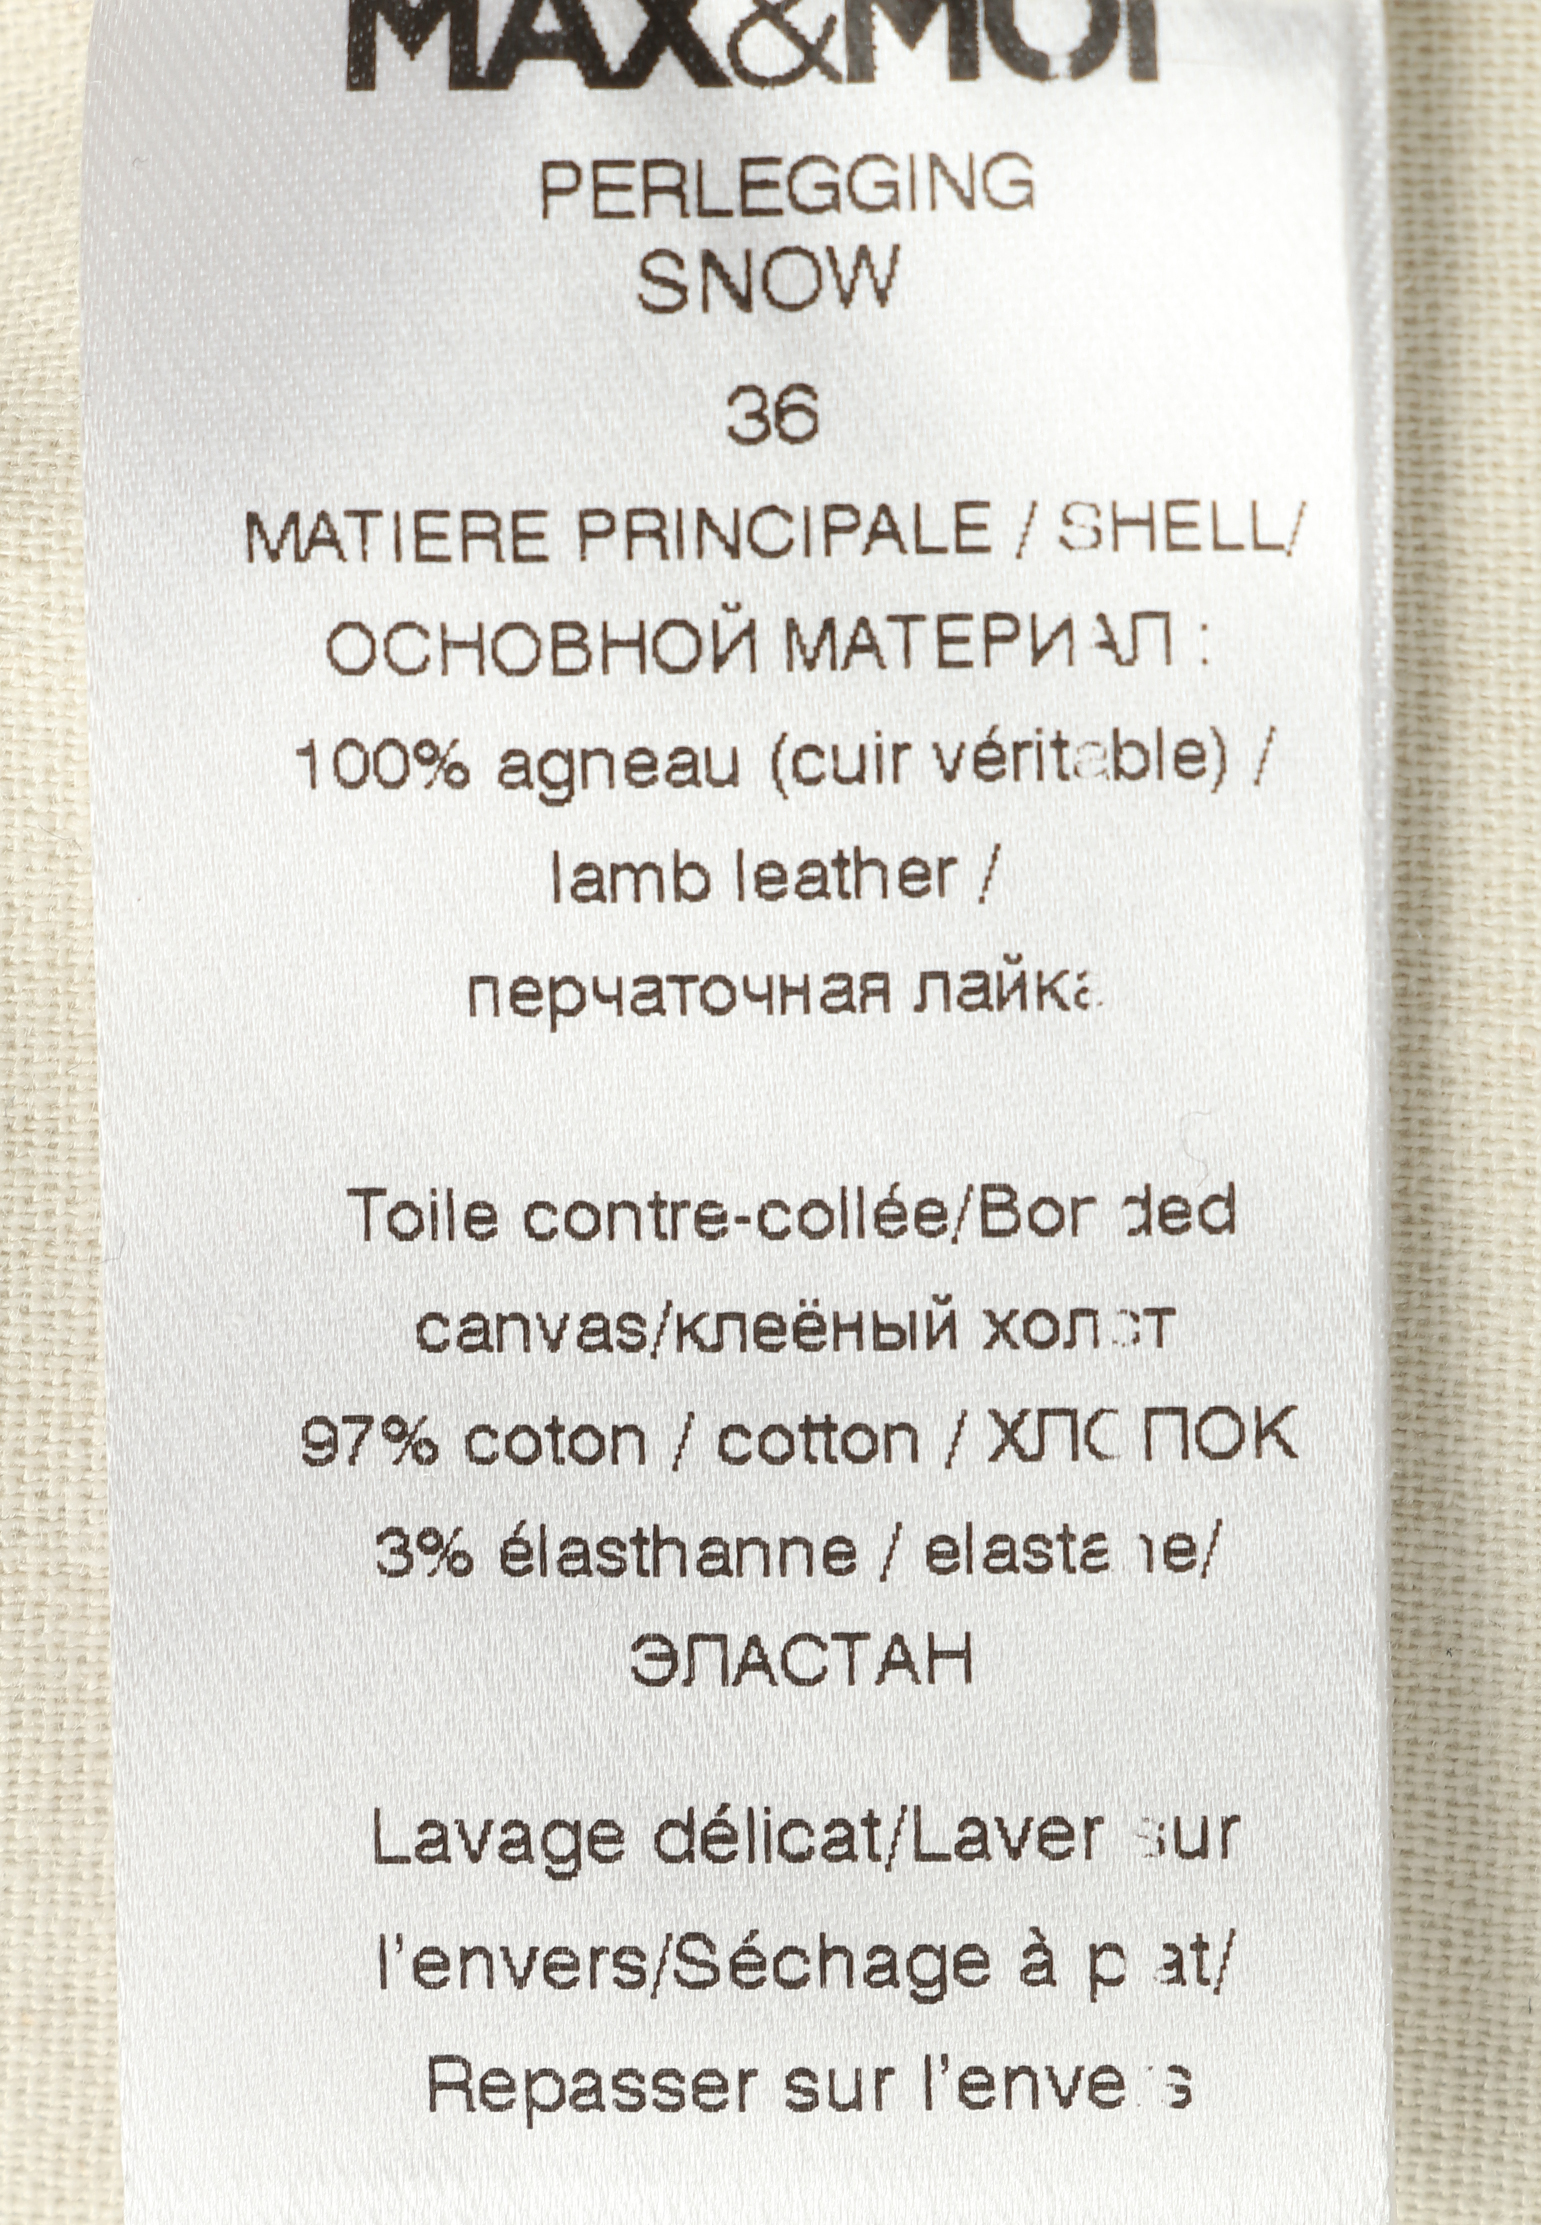 MAX&MOI
PERLEGGING
SNOW
36
MATIERE PRINCIPALE / SHELL/
ОСНОВНОЙ МАТЕРИАЛ :
100% agneau (cuir véritable) /
lamb leather /
перчаточная лайка
Toile contre-collée/Bonded
canvas/клеёный холст
97% coton / cotton / ХЛОПОК
3% élasthanne / elastane/
ЭЛАСТАН
Lavage délicat/Laver sur
l'envers/Séchage à plat/
Repasser sur l'envers